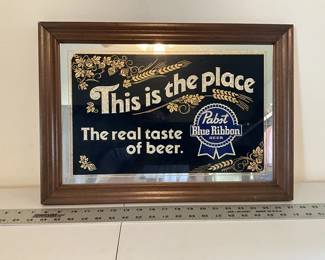 This is the place
The real taste
of beer.
Pabst
Blue Ribbon
BEER